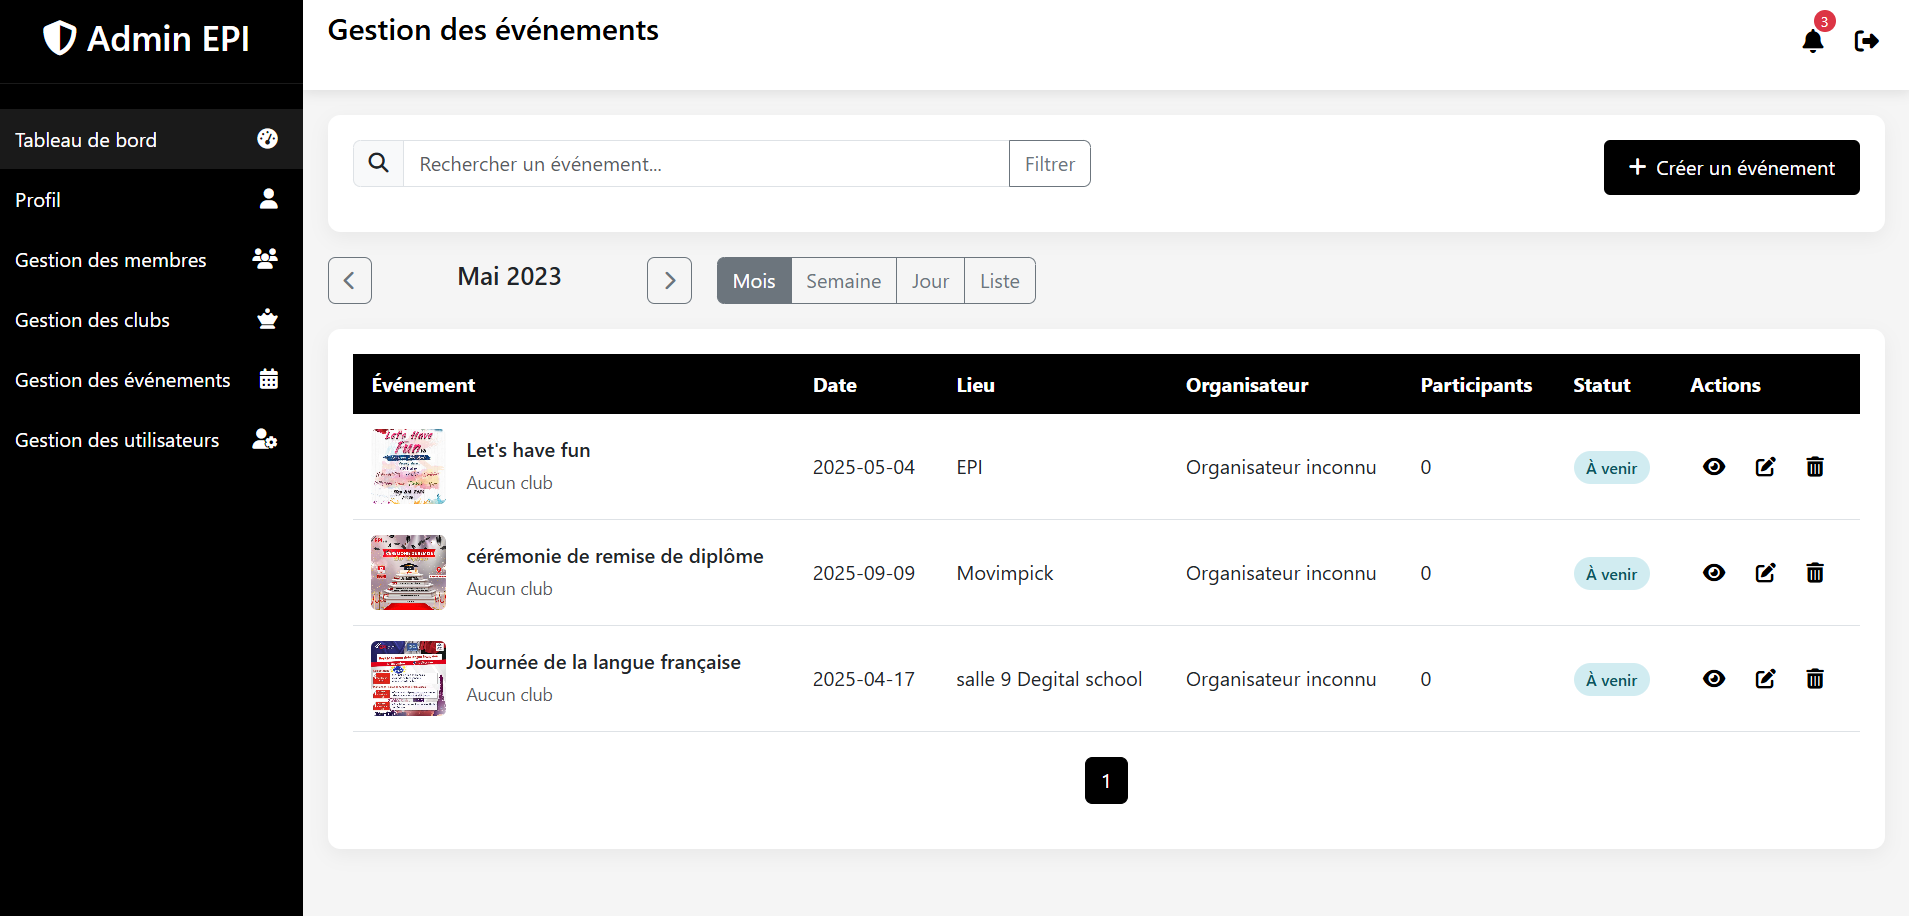 Admin EPI
Tableau de bord
Profil
Gestion des membres
Gestion des clubs
Gestion des événements
Gestion des utilisateurs
Gestion des événements
3
Rechercher un événement...
Filtrer
Créer un événement
Mai 2023
Mois
Semaine
Jour
Liste
Événement Date Lieu Organisateur Participants Statut Actions
Let's Have
Fun
Let's have fun
Aucun club
2025-05-04 EPI Organisateur inconnu 0 À venir
cérémonie de remise de diplôme
Aucun club
2025-09-09 Movimpick Organisateur inconnu 0 À venir
Journée de la langue française
Aucun club
2025-04-17 salle 9 Degital school Organisateur inconnu 0 À venir
1